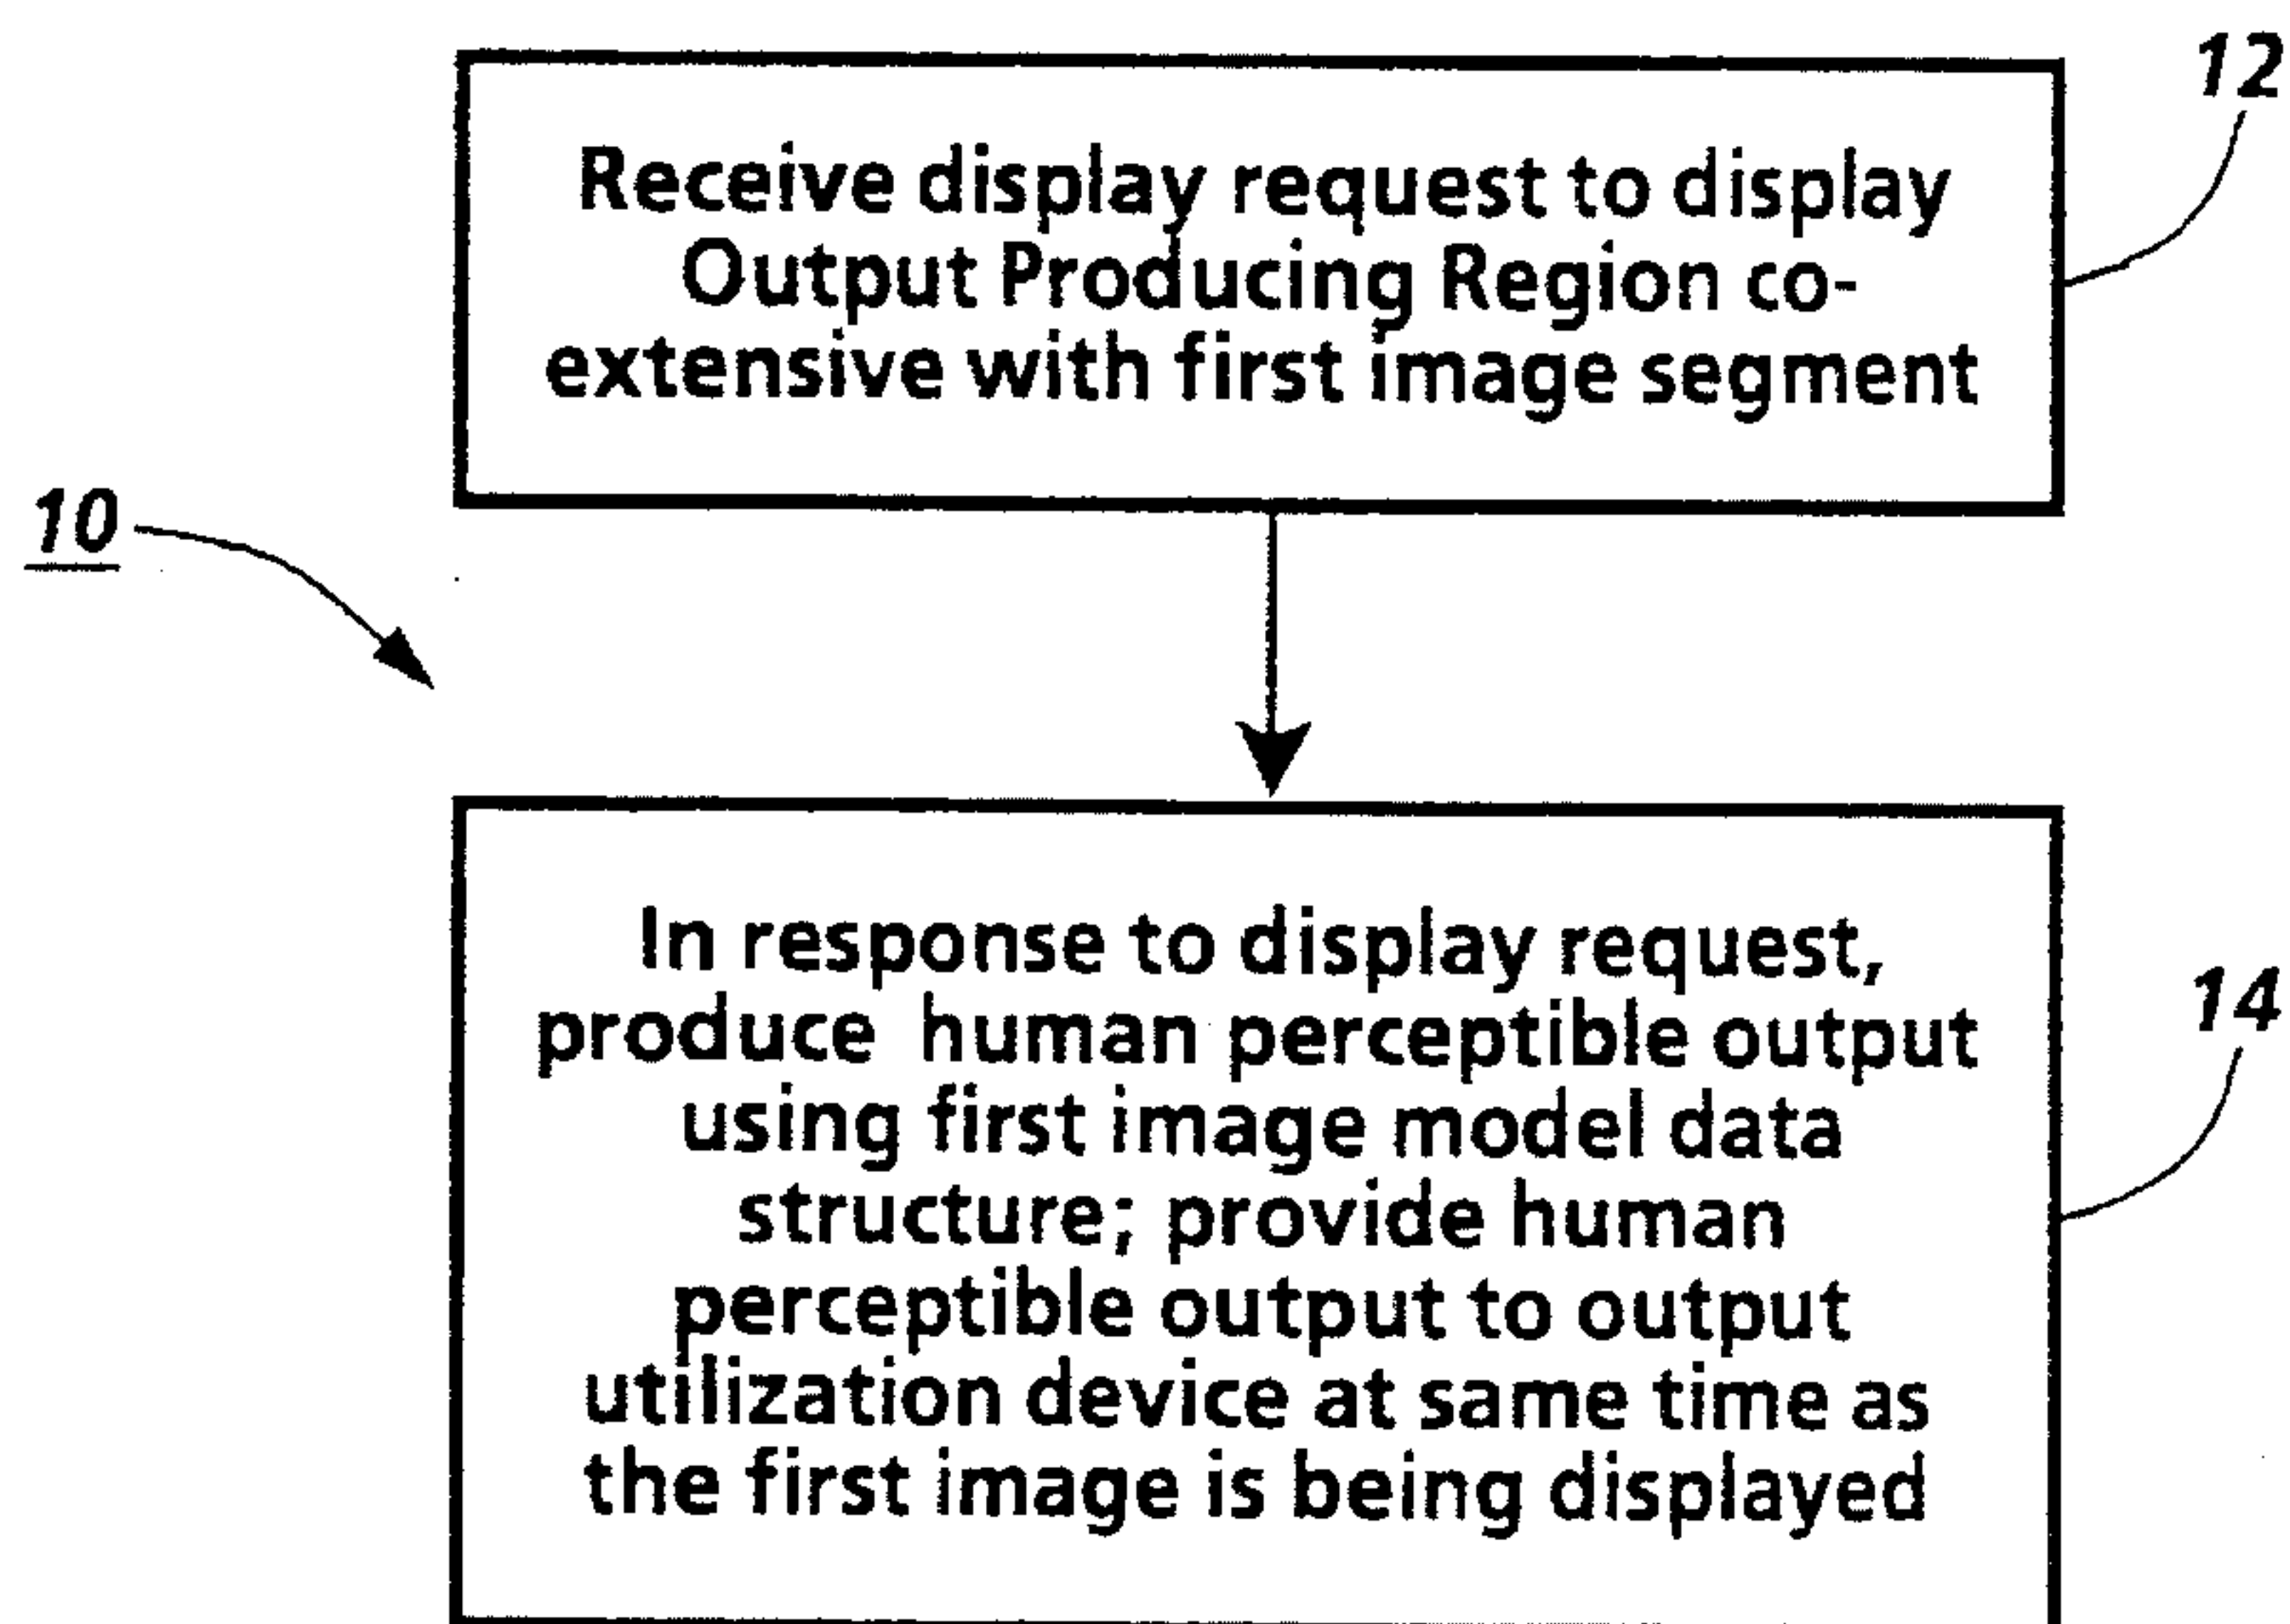 12
Receive display request to display
Output Producing Region co-
extensive with first image segment
10
In response to display request,
produce human perceptible output
using first image model data
structure; provide human
perceptible output to output
utilization device at same time as
the first image is being displayed
14